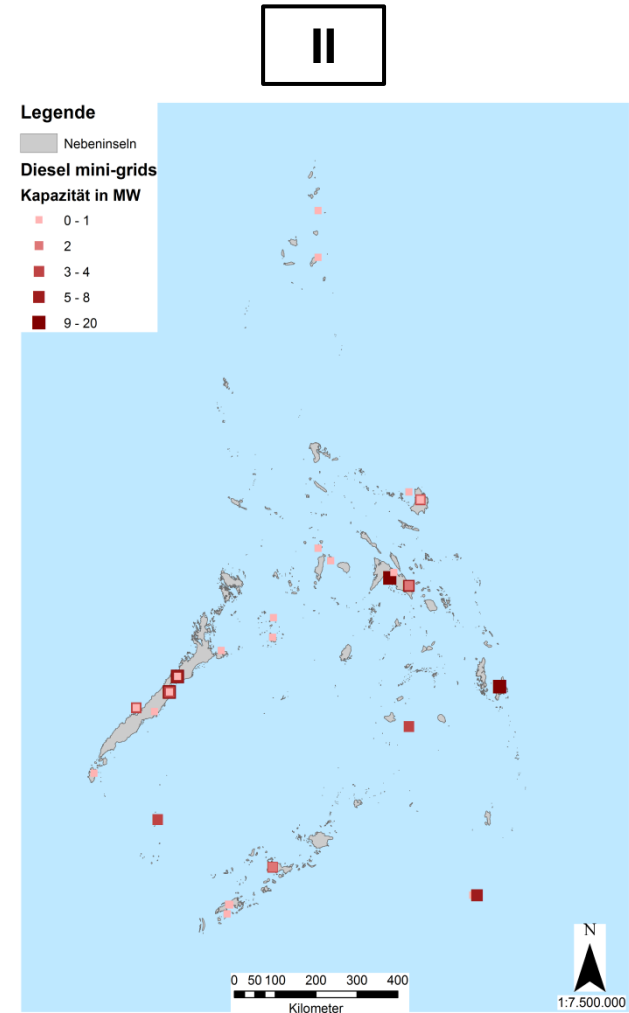 II
Legende
Nebeninseln
Diesel mini-grids
Kapazität in MW
0 - 1
2
3 - 4
5 - 8
9 - 20
N
0 50 100 200 300 400
Kilometer
1:7.500.000